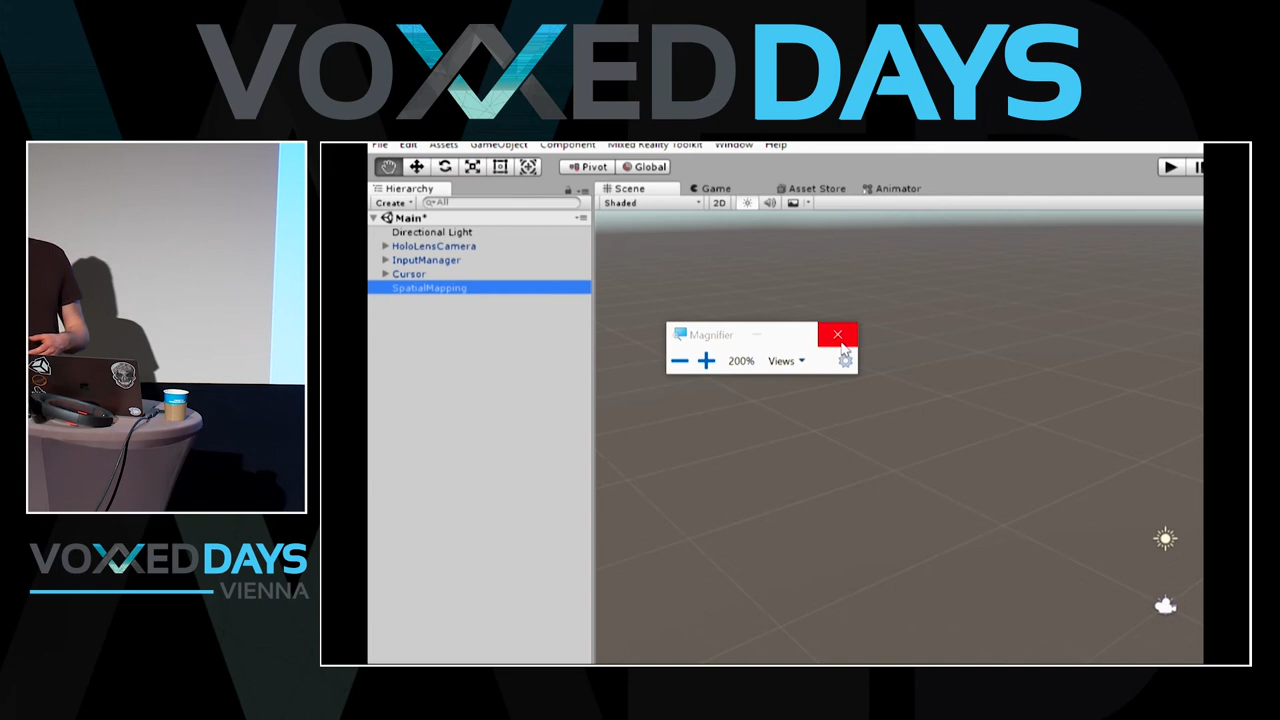 VOXXED DAYS
File Edit Assets GameObject Component Mixed Reality Toolkit Window Help
Pivot Global
Hierarchy
Scene Game Asset Store Animator
Create All
Shaded 2D
Main*
Directional Light
HoloLensCamera
InputManager
Cursor
SpatialMapping
Magnifier
200% Views
VOXXED DAYS
VIENNA